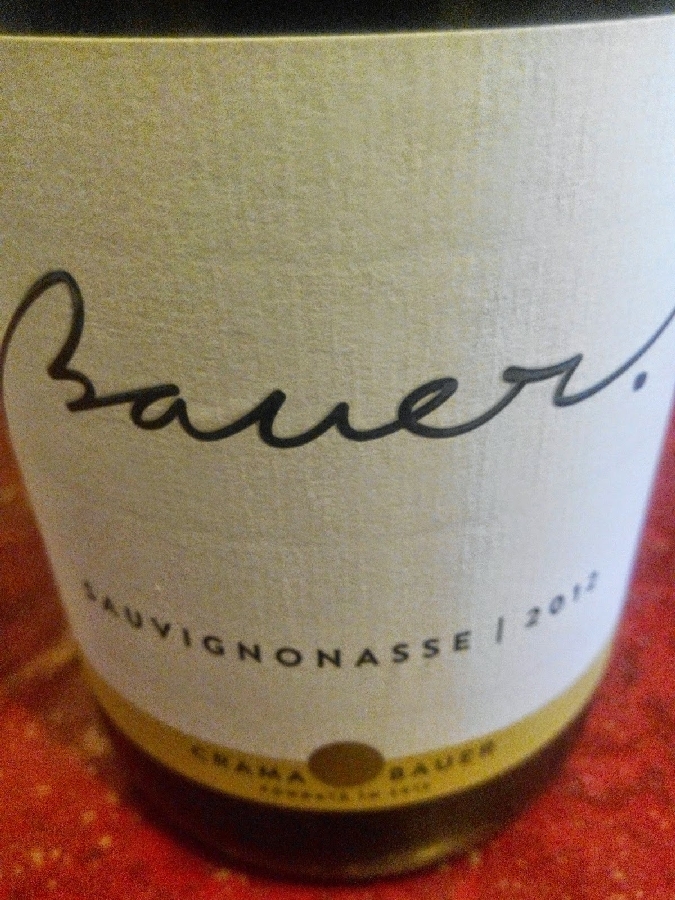 Bauer.
SAUVIGNONASSE | 2012
CRAMA BAUER